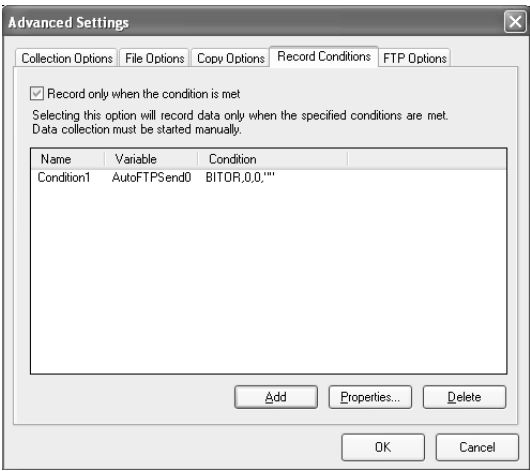 Advanced Settings
Collection Options File Options Copy Options Record Conditions FTP Options
Record only when the condition is met
Selecting this option will record data only when the specified conditions are met.
Data collection must be started manually.
Name Variable Condition
Condition1 AutoFTPSend0 BITOR,0,0,""
Add Properties... Delete
OK Cancel